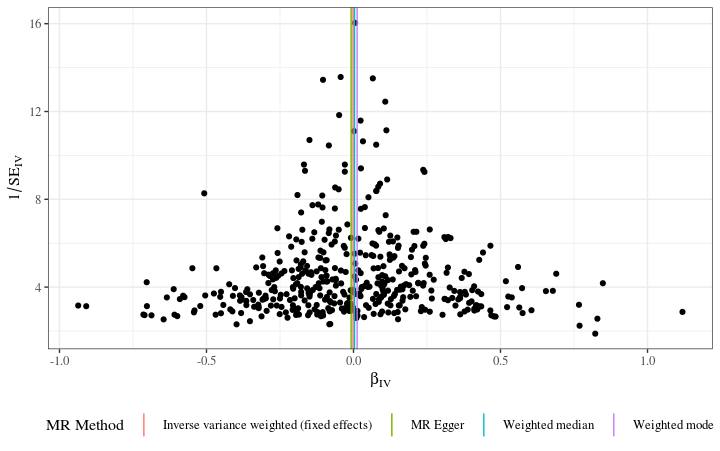 16
12
8
4
1/SE_IV
-1.0
-0.5
0.0
0.5
1.0
β_IV
MR Method
Inverse variance weighted (fixed effects)
MR Egger
Weighted median
Weighted mode